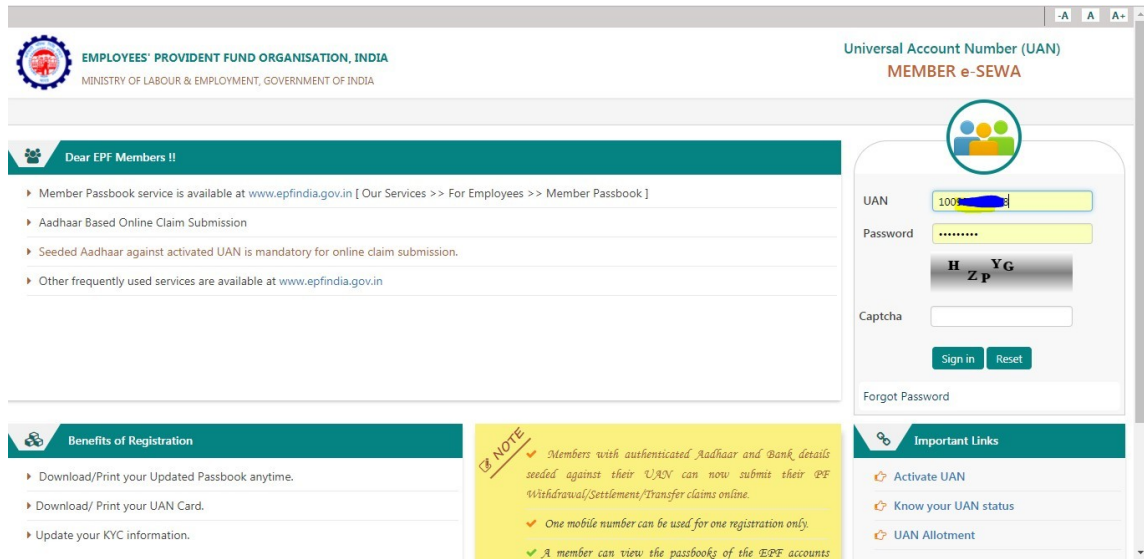 -A A A+
EMPLOYEES' PROVIDENT FUND ORGANISATION, INDIA
MINISTRY OF LABOUR & EMPLOYMENT, GOVERNMENT OF INDIA
Universal Account Number (UAN)
MEMBER e-SEWA
Dear EPF Members !!
Member Passbook service is available at www.epfindia.gov.in [ Our Services >> For Employees >> Member Passbook ]
Aadhaar Based Online Claim Submission
Seeded Aadhaar against activated UAN is mandatory for online claim submission.
Other frequently used services are available at www.epfindia.gov.in
UAN
Password
H Z P Y G
Captcha
Sign in Reset
Forgot Password
Benefits of Registration
Download/Print your Updated Passbook anytime.
Download/ Print your UAN Card.
Update your KYC information.
NOTE
Members with authenticated Aadhaar and Bank details
seeded against their UAN can now submit their PF
Withdrawal/Settlement/Transfer claims online.
One mobile number can be used for one registration only.
A member can view the passbooks of the EPF accounts
Important Links
Activate UAN
Know your UAN status
UAN Allotment